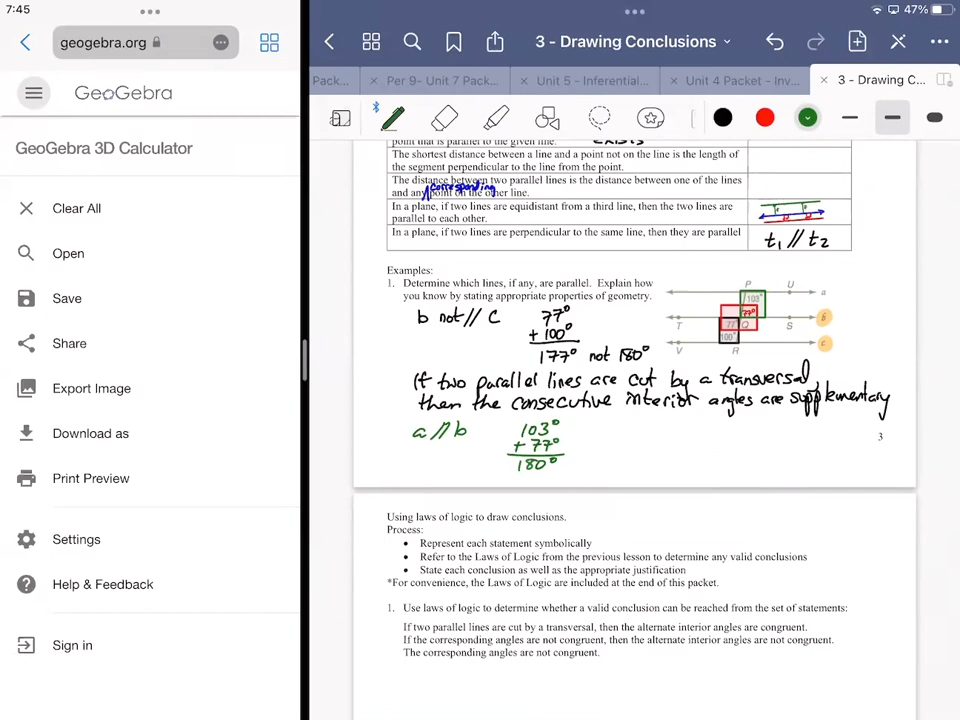 7:45
47%
geogebra.org
GeoGebra
GeoGebra 3D Calculator
Clear All
Open
Save
Share
Export Image
Download as
Print Preview
Settings
Help & Feedback
Sign in
3 - Drawing Conclusions
Pack...
Per 9- Unit 7 Pack...
Unit 5 - Inferential...
Unit 4 Packet - Inv...
3 - Drawing C...
point that is parallel to the given line.
exists
The shortest distance between a line and a point not on the line is the length of
the segment perpendicular to the line from the point.
The distance between two parallel lines is the distance between one of the lines
corresponding
and any point on the other line.
In a plane, if two lines are equidistant from a third line, then the two lines are
parallel to each other.
In a plane, if two lines are perpendicular to the same line, then they are parallel
t1 // t2
Examples:
1. Determine which lines, if any, are parallel. Explain how
you know by stating appropriate properties of geometry.
P U
103° a
77° b
T 77 Q S
100° c
V R
b not // c 77°
+ 100°
177° not 180°
If two parallel lines are cut by a transversal,
then the consecutive interior angles are supplementary
a // b 103°
+ 77°
180°
3
Using laws of logic to draw conclusions.
Process:
• Represent each statement symbolically
• Refer to the Laws of Logic from the previous lesson to determine any valid conclusions
• State each conclusion as well as the appropriate justification
*For convenience, the Laws of Logic are included at the end of this packet.
1. Use laws of logic to determine whether a valid conclusion can be reached from the set of statements:
If two parallel lines are cut by a transversal, then the alternate interior angles are congruent.
If the corresponding angles are not congruent, then the alternate interior angles are not congruent.
The corresponding angles are not congruent.